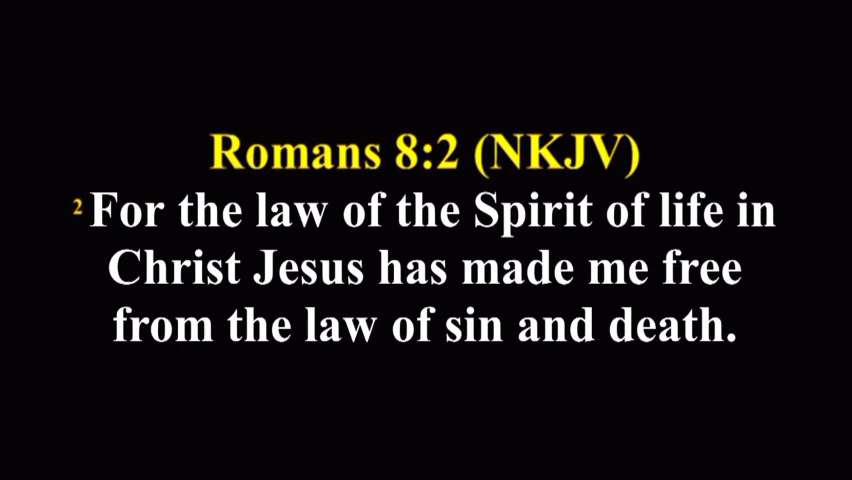 Romans 8:2 (NKJV)
2 For the law of the Spirit of life in
Christ Jesus has made me free
from the law of sin and death.